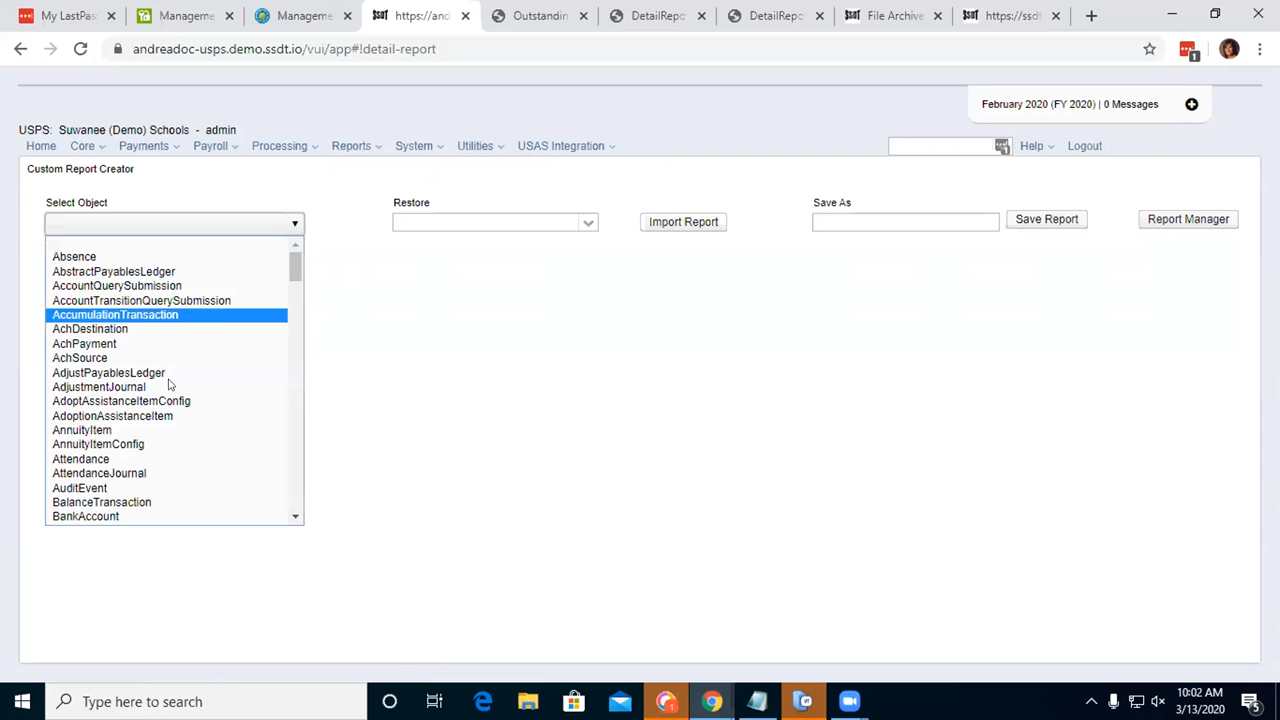 My LastPas
Manageme
Manageme
https://and
Outstandin
DetailRepo
DetailRepo
File Archive
https://ssdt
andreadoc-usps.demo.ssdt.io/vui/app#!detail-report
1
February 2020 (FY 2020) | 0 Messages
USPS: Suwanee (Demo) Schools - admin
Home Core Payments Payroll Processing Reports System Utilities USAS Integration Help Logout
Custom Report Creator
Select Object Restore Save As
Import Report Save Report Report Manager
Absence
AbstractPayablesLedger
AccountQuerySubmission
AccountTransitionQuerySubmission
AccumulationTransaction
AchDestination
AchPayment
AchSource
AdjustPayablesLedger
AdjustmentJournal
AdoptAssistanceItemConfig
AdoptionAssistanceItem
AnnuityItem
AnnuityItemConfig
Attendance
AttendanceJournal
AuditEvent
BalanceTransaction
BankAccount
Type here to search
10:02 AM
3/13/2020
5